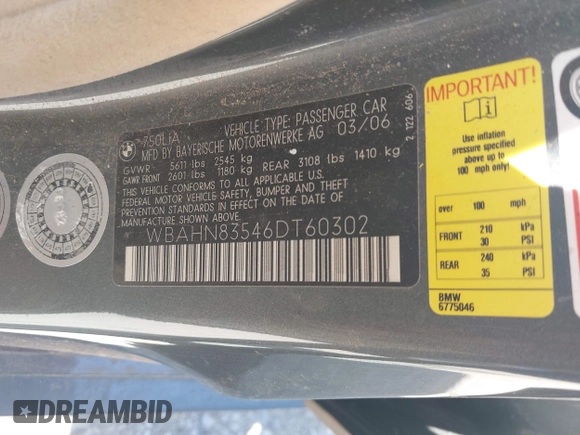 750LiA VEHICLE TYPE: PASSENGER CAR
MFD BY BAYERISCHE MOTORENWERKE AG 03/06
GVWR 5611 lbs 2545 kg
GAWR FRONT 2601 lbs 1180 kg REAR 3108 lbs 1410 kg
THIS VEHICLE CONFORMS TO ALL APPLICABLE
FEDERAL MOTOR VEHICLE SAFETY, BUMPER AND THEFT
PREVENTION STANDARDS IN EFFECT ON THE DATE OF
MANUFACTURE SHOWN ABOVE.
WBAHN83546DT60302
2 122 606
IMPORTANT!
Use inflation
pressures
below
above 100
mph only!
over 100 mph
FRONT 210 kPa
30 PSI
REAR 240 kPa
35 PSI
BMW
6775046
DREAMBID